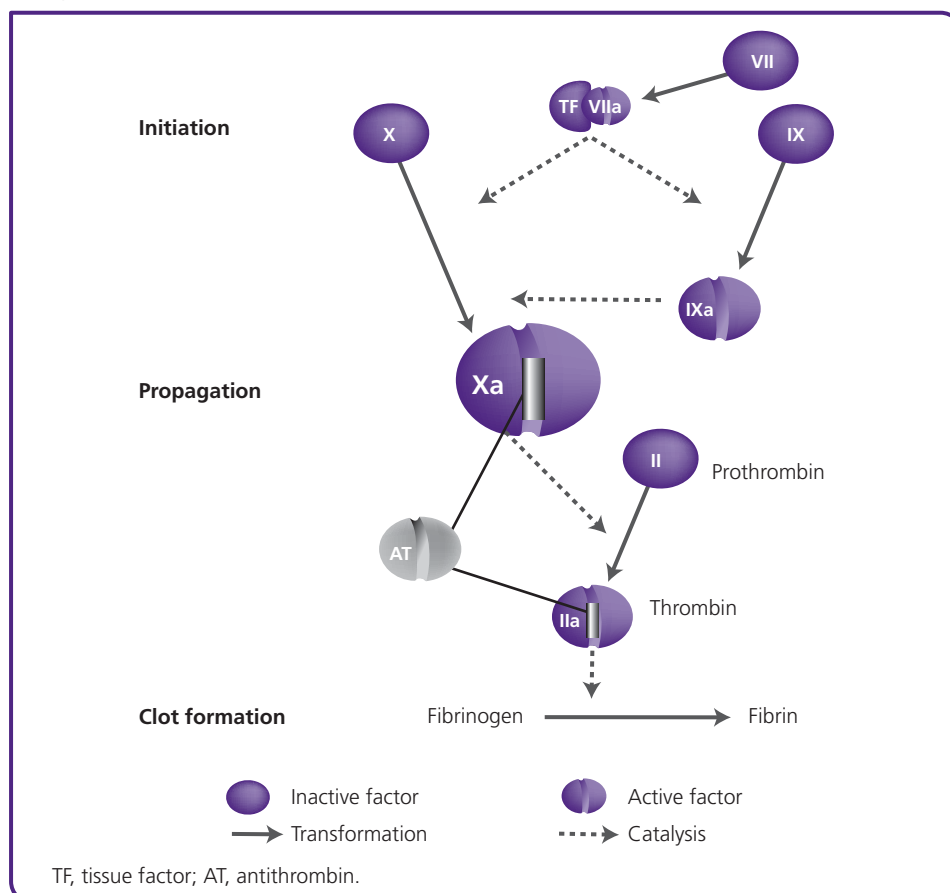 VII
TF VIIa
Initiation
X
IX
IXa
Xa
Propagation
II
Prothrombin
AT
IIa
Thrombin
Clot formation
Fibrinogen
Fibrin
Inactive factor
Active factor
Transformation
Catalysis
TF, tissue factor; AT, antithrombin.